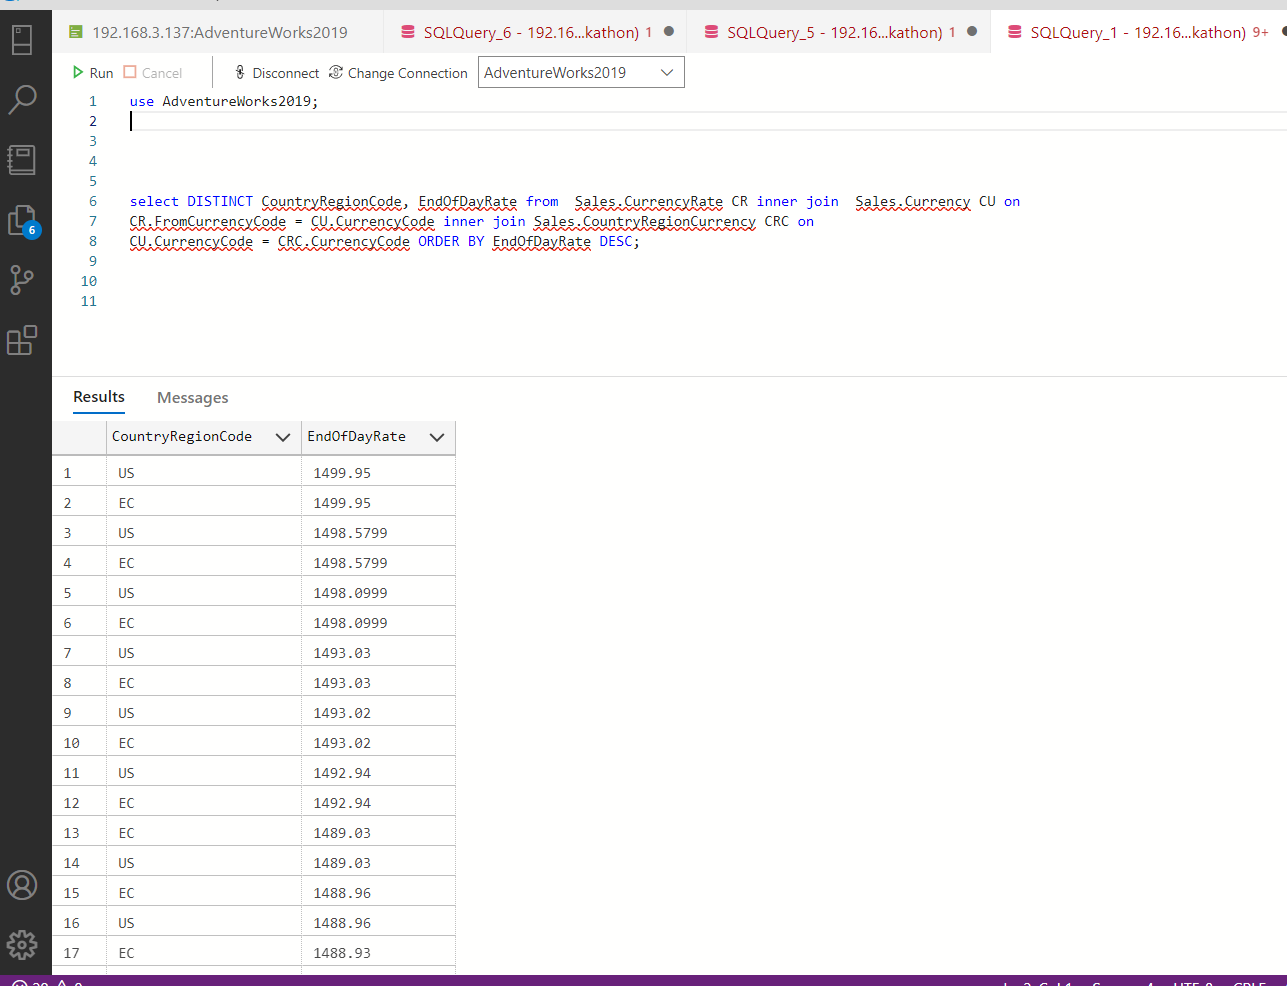 192.168.3.137:AdventureWorks2019 SQLQuery_6 - 192.16...kathon) 1 SQLQuery_5 - 192.16...kathon) 1 SQLQuery_1 - 192.16...kathon) 9+
Run Cancel Disconnect Change Connection AdventureWorks2019
1 use AdventureWorks2019;
2
3
4
5
6 select DISTINCT CountryRegionCode, EndOfDayRate from Sales.CurrencyRate CR inner join Sales.Currency CU on
7 CR.FromCurrencyCode = CU.CurrencyCode inner join Sales.CountryRegionCurrency CRC on
8 CU.CurrencyCode = CRC.CurrencyCode ORDER BY EndOfDayRate DESC;
9
10
11
6
Results Messages
CountryRegionCode EndOfDayRate
1 US 1499.95
2 EC 1499.95
3 US 1498.5799
4 EC 1498.5799
5 US 1498.0999
6 EC 1498.0999
7 US 1493.03
8 EC 1493.03
9 US 1493.02
10 EC 1493.02
11 US 1492.94
12 EC 1492.94
13 EC 1489.03
14 US 1489.03
15 EC 1488.96
16 US 1488.96
17 EC 1488.93